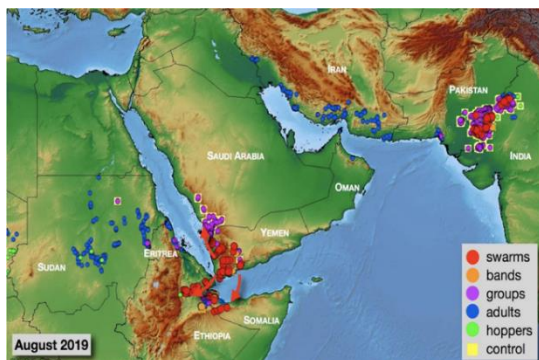 IRAN
PAKISTAN
SAUDI ARABIA
INDIA
OMAN
YEMEN
SUDAN
ERITREA
SOMALIA
ETHIOPIA
swarms
bands
groups
adults
hoppers
control
August 2019